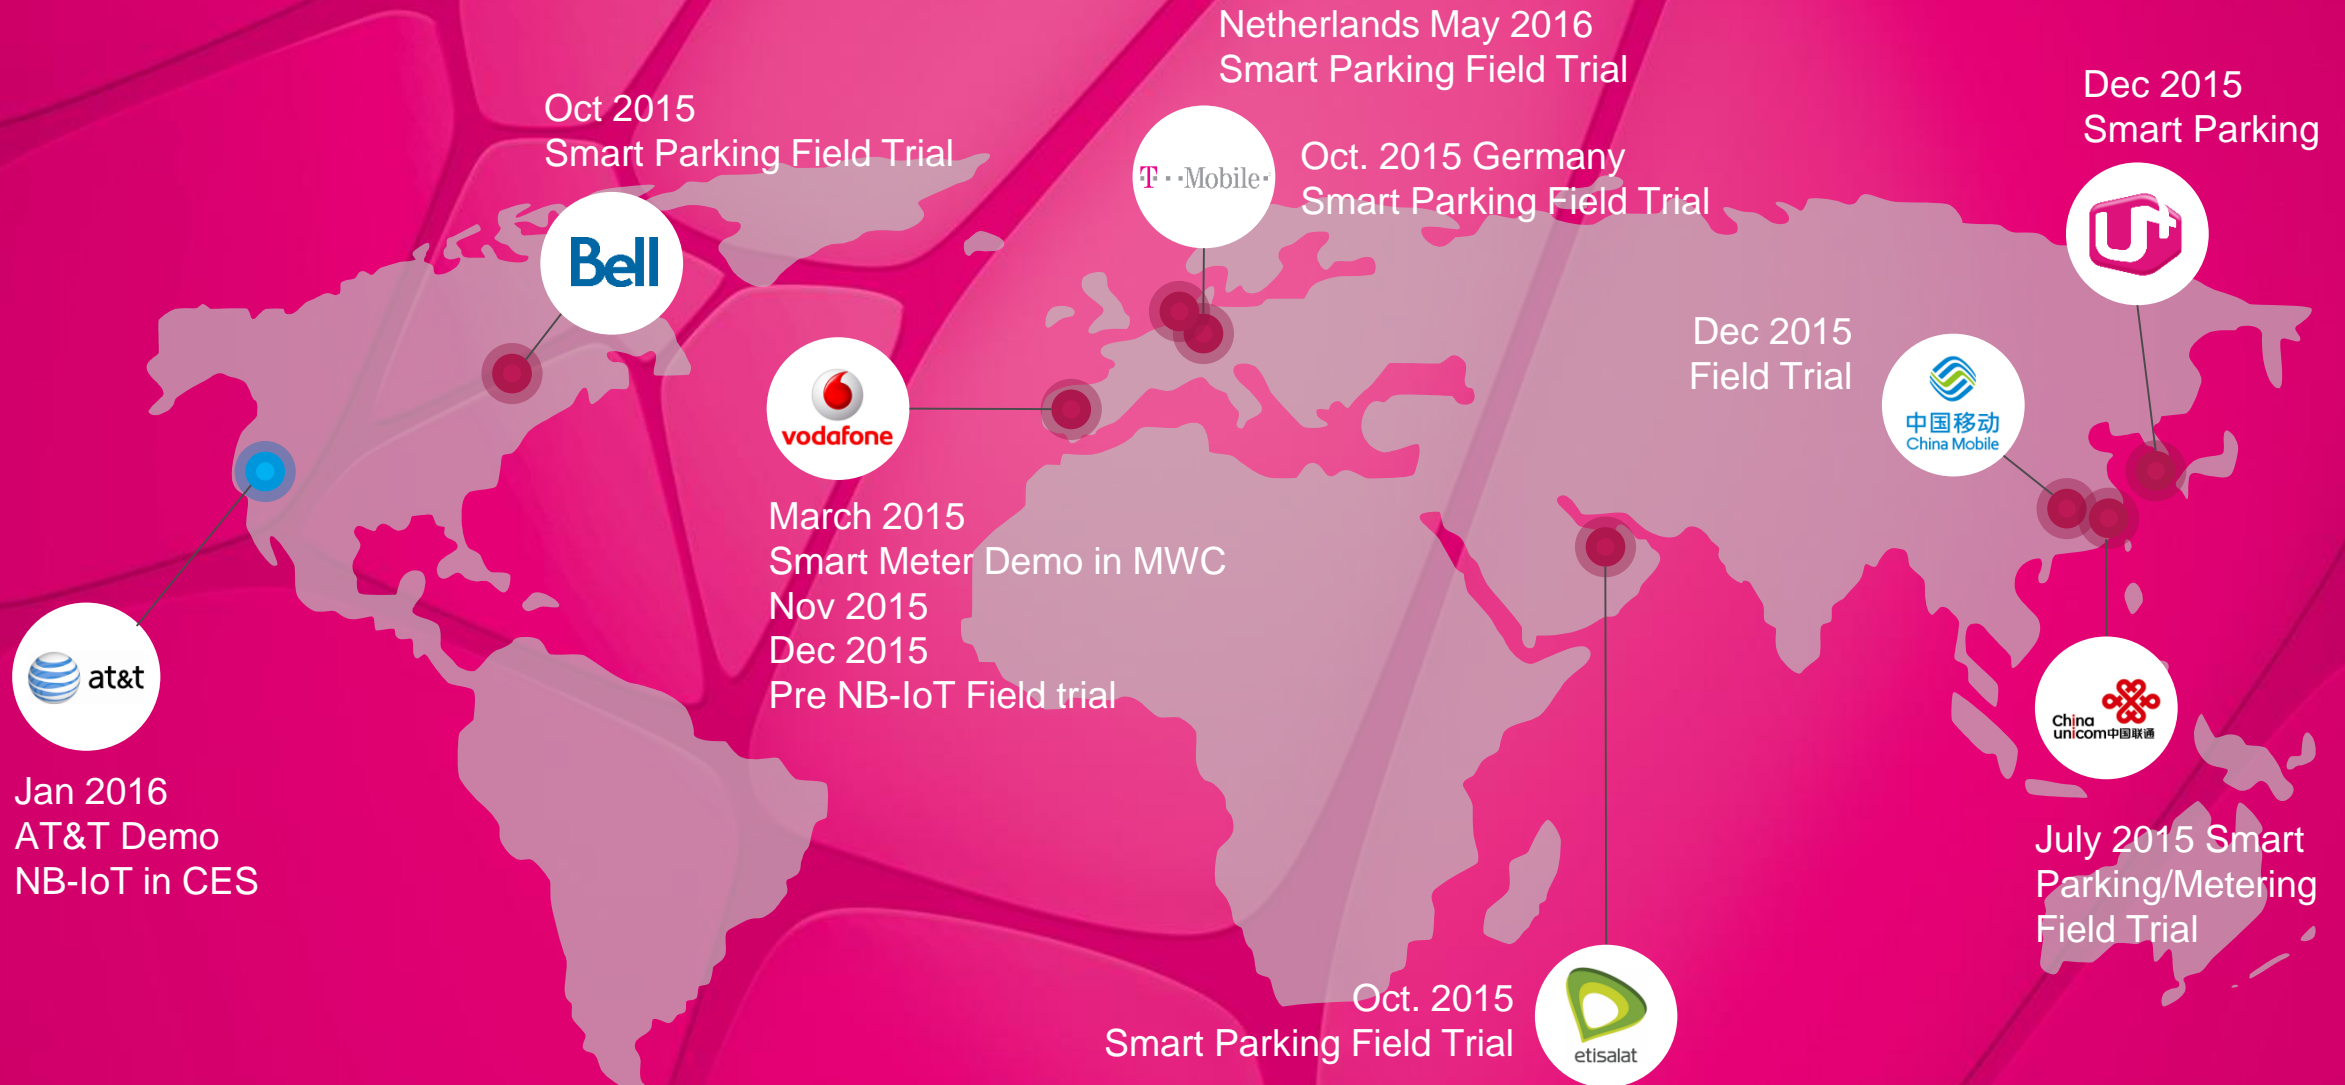 Netherlands May 2016
Smart Parking Field Trial
Oct 2015
Smart Parking Field Trial
Bell
T··Mobile·
Oct. 2015 Germany
Smart Parking Field Trial
Dec 2015
Smart Parking
U+
Dec 2015
Field Trial
中国移动
China Mobile
vodafone
March 2015
Smart Meter Demo in MWC
Nov 2015
Dec 2015
Pre NB-IoT Field trial
at&t
Jan 2016
AT&T Demo
NB-IoT in CES
China
unicom中国联通
July 2015 Smart
Parking/Metering
Field Trial
Oct. 2015
Smart Parking Field Trial
etisalat